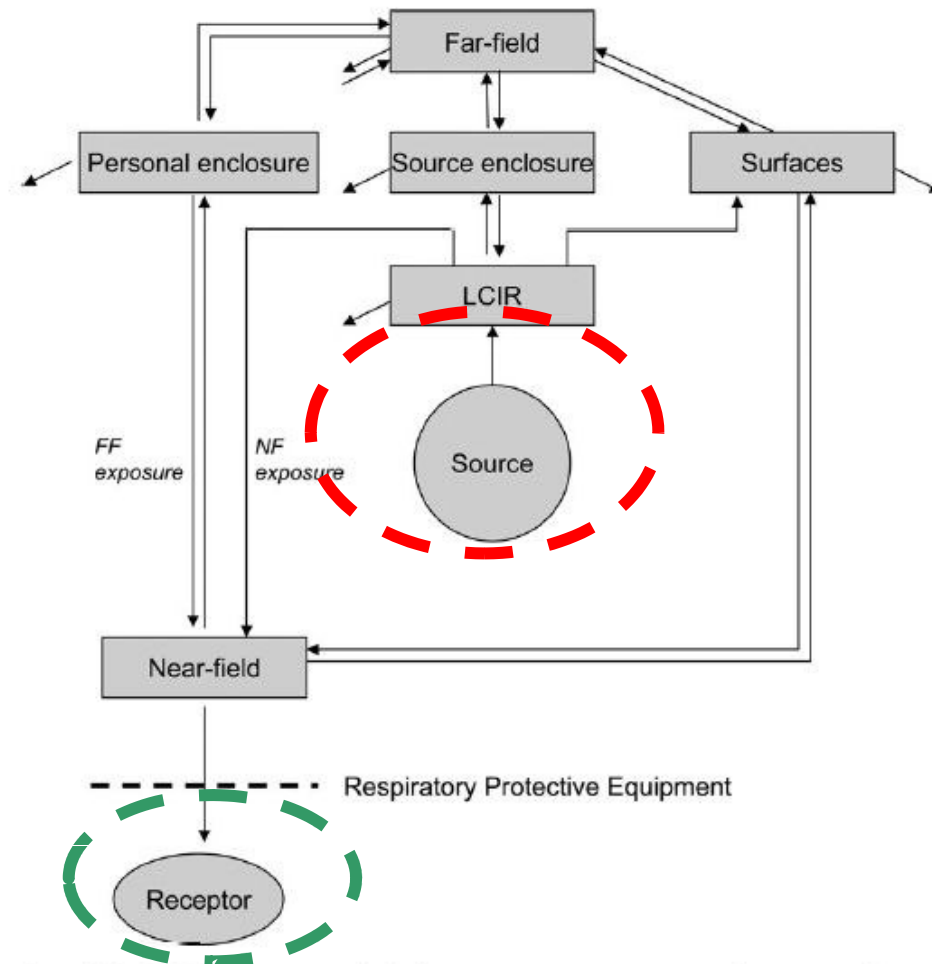 Far-field
Personal enclosure
Source enclosure
Surfaces
LCIR
Source
FF
exposure
NF
exposure
Near-field
Respiratory Protective Equipment
Receptor